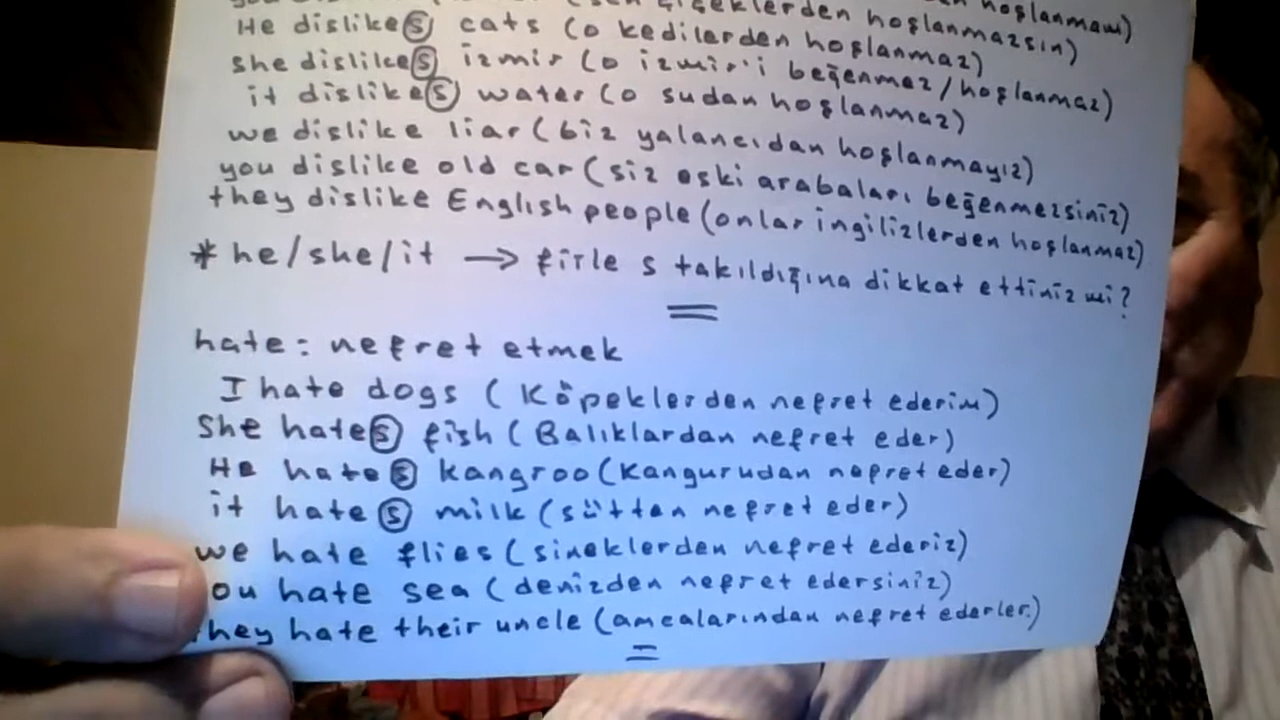 hoşlanmam)
çiçeklerden hoşlanmazsın)
He dislikes cats (o kedilerden hoşlanmaz)
she dislikes izmir (o izmir'i beğenmez/hoşlanmaz)
it dislikes water (o sudan hoşlanmaz)
we dislike liar (biz yalancıdan hoşlanmayız)
you dislike old car (siz eski arabaları beğenmezsiniz)
they dislike English people (onlar ingilizlerden hoşlanmaz)
* he/she/it → fiile s takıldığına dikkat ettiniz mi?
=
hate: nefret etmek
I hate dogs (Köpeklerden nefret ederim)
She hates fish (Balıklardan nefret eder)
He hates kangroo (kangurudan nefret eder)
it hates milk (sütten nefret eder)
we hate flies (sineklerden nefret ederiz)
ou hate sea (denizden nefret edersiniz)
hey hate their uncle (amcalarından nefret ederler.)
=